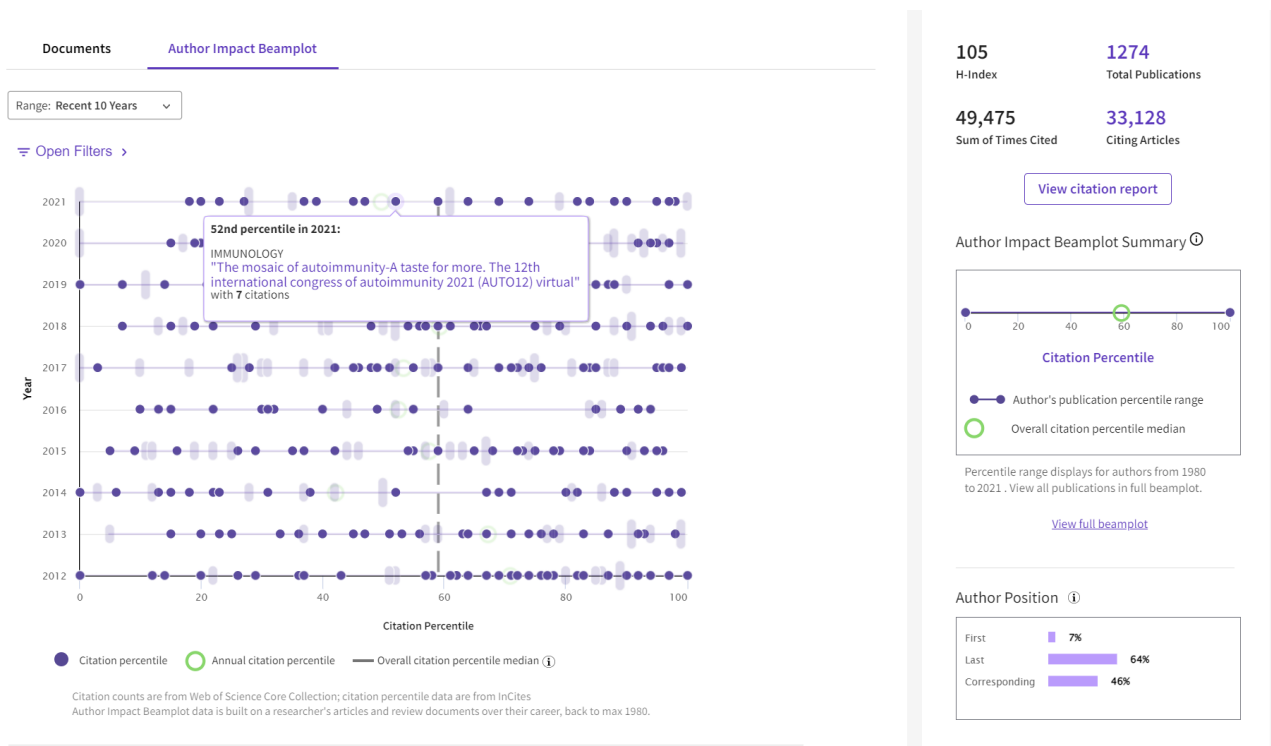 Documents
Author Impact Beamplot
Range: Recent 10 Years
Open Filters
2021
2020
2019
2018
2017
2016
2015
2014
2013
2012
Year
52nd percentile in 2021:
IMMUNOLOGY
"The mosaic of autoimmunity-A taste for more. The 12th
international congress of autoimmunity 2021 (AUTO12) virtual"
with 7 citations
0 20 40 60 80 100
Citation Percentile
Citation percentile
Annual citation percentile
Overall citation percentile median
Citation counts are from Web of Science Core Collection; citation percentile data are from InCites
Author Impact Beamplot data is built on a researcher's articles and review documents over their career, back to max 1980.
105
H-Index
1274
Total Publications
49,475
Sum of Times Cited
33,128
Citing Articles
View citation report
Author Impact Beamplot Summary
0 20 40 60 80 100
Citation Percentile
Author's publication percentile range
Overall citation percentile median
Percentile range displays for authors from 1980
to 2021 . View all publications in full beamplot.
View full beamplot
Author Position
First 7%
Last 64%
Corresponding 46%